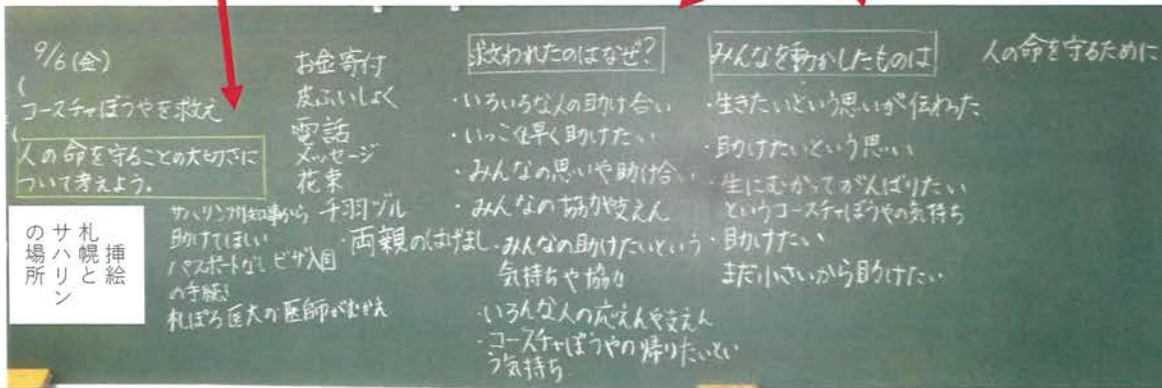 9/6(金)
コースチャぼうやを救え
人の命を守ることの大切さに
ついて考えよう。
挿絵
札幌と
サハリン
の場所
サハリン州知事から
助けてほしい
パスポートなし ビザ入国
の手続き
札ぽろ医大の医師がむかえ
お金寄付
皮ふいしょく
電話
メッセージ
花束
千羽ヅル
・両親のはげまし
救われたのはなぜ?
・いろいろな人の助け合い
・いっこく早く助けたい
・みんなの思いや助け合い
・みんなの協力や支えん
・みんなの助けたいという
気持ちや協力
・いろんな人の応えんや支えん
・コースチャぼうやの帰りたいとい
う気持ち
みんなを動かしたものは
・生きたいという思いが伝わった
・助けたいという思い
・生にむかってがんばりたい
というコースチャぼうやの気持ち
・助けたい
まだ小さいから助けたい
人の命を守るために